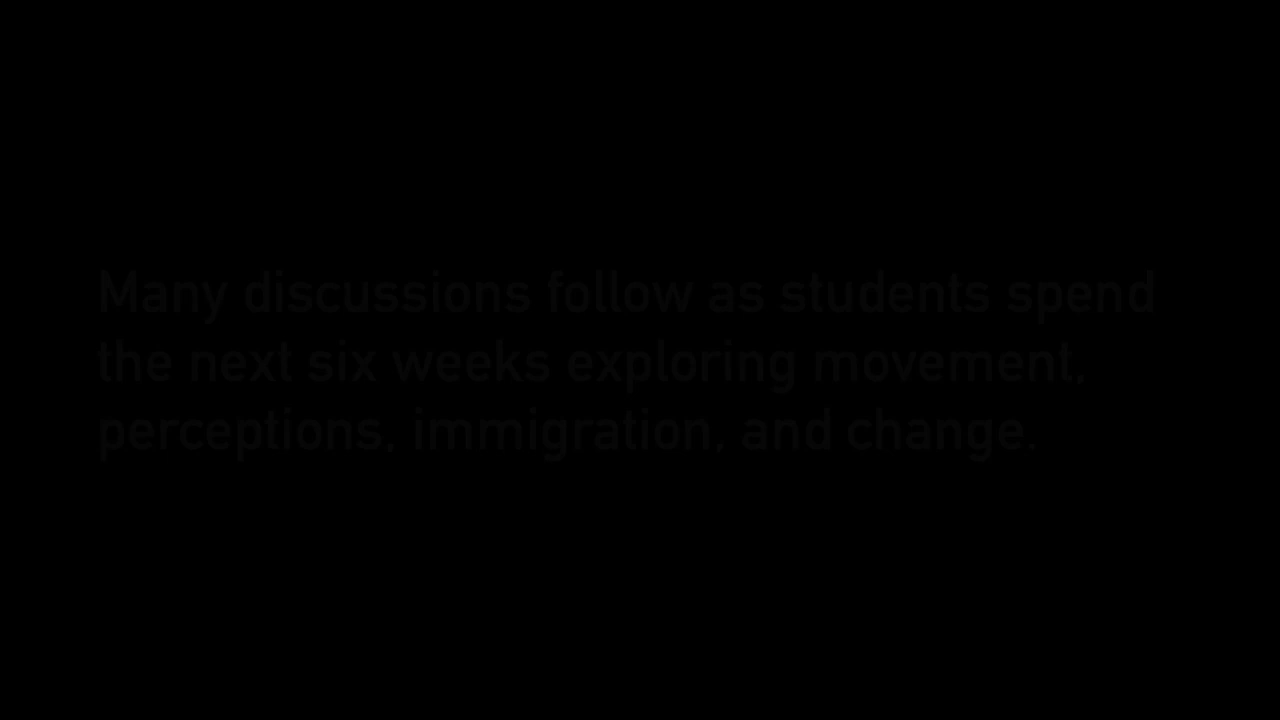 Many discussions follow as students spend
the next six weeks exploring movement,
perceptions, immigration, and change.